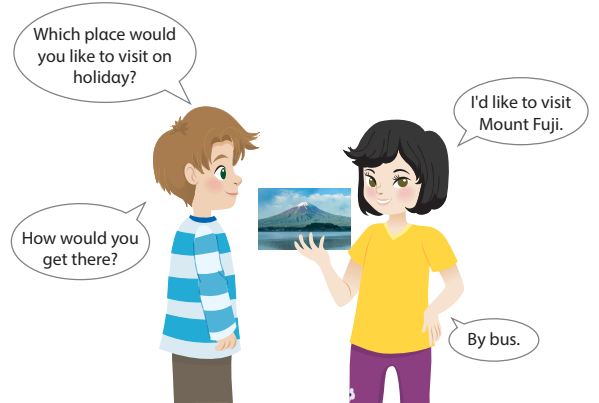 Which place would
you like to visit on
holiday?
I'd like to visit
Mount Fuji.
How would you
get there?
By bus.